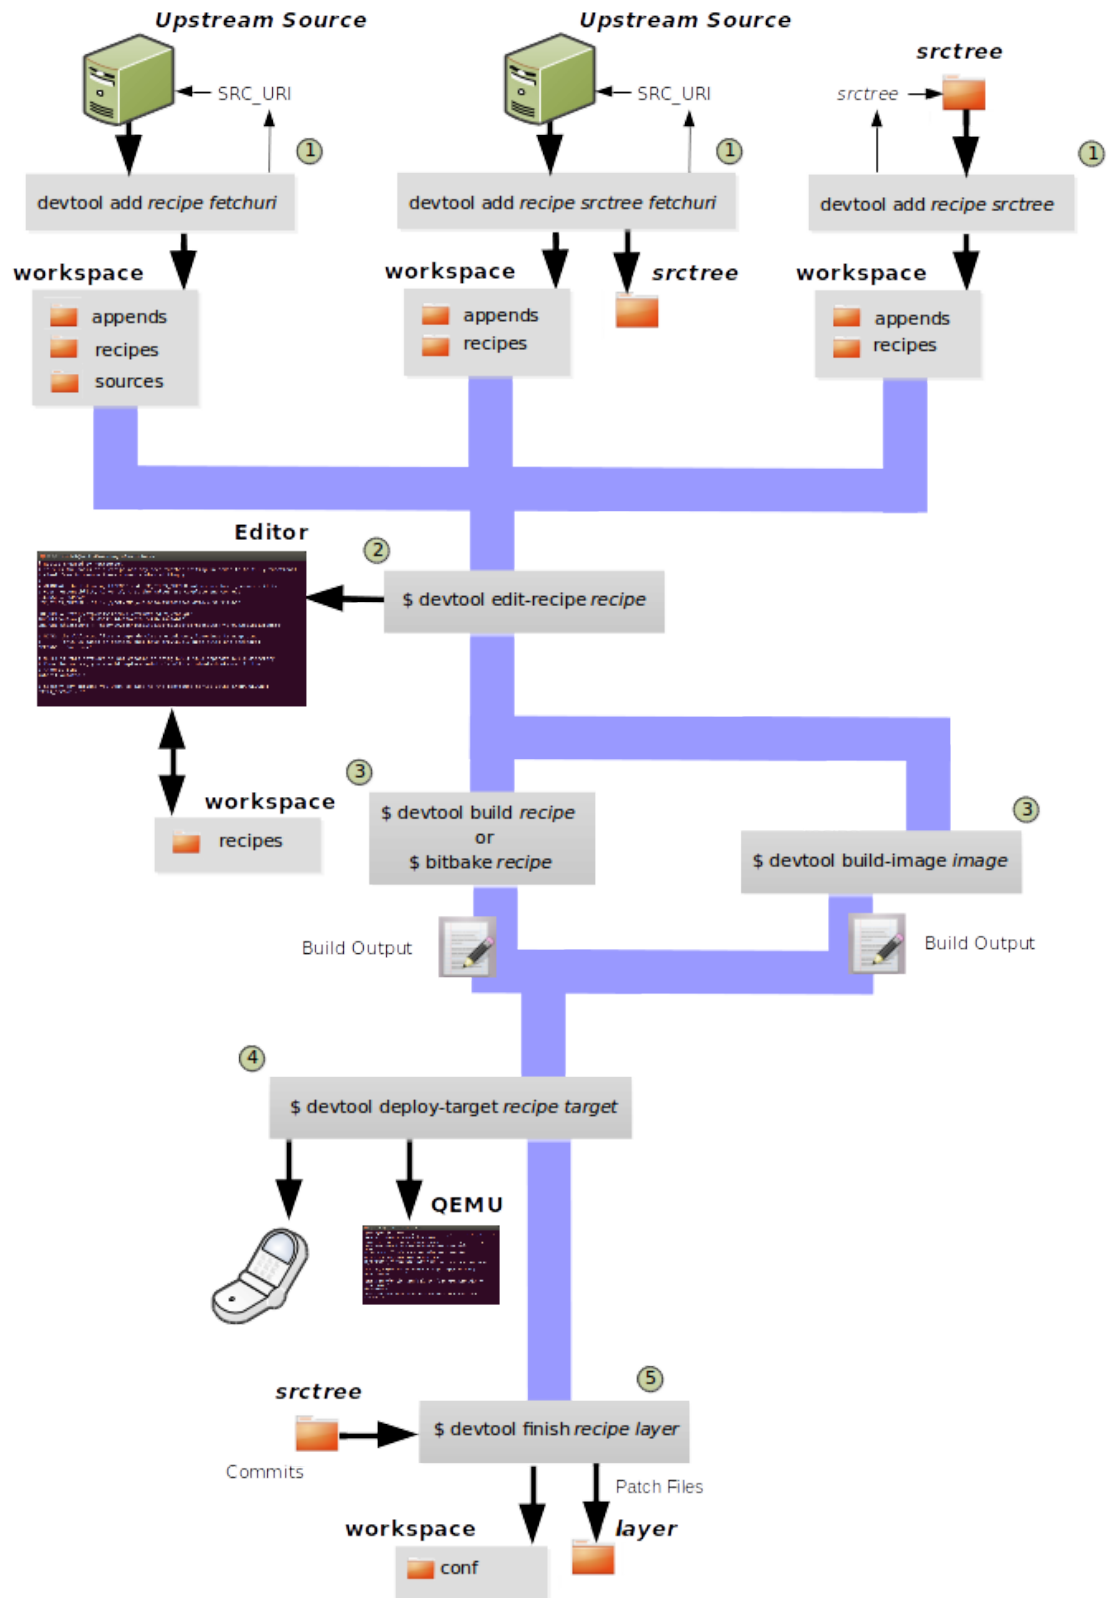 Upstream Source
Upstream Source
srctree
SRC_URI
SRC_URI
srctree
1
1
1
devtool add recipe fetchuri
devtool add recipe srctree fetchuri
devtool add recipe srctree
workspace
appends
recipes
sources
workspace
appends
recipes
srctree
workspace
appends
recipes
Editor
2
$ devtool edit-recipe recipe
workspace
recipes
3
$ devtool build recipe
or
$ bitbake recipe
3
$ devtool build-image image
Build Output
Build Output
4
$ devtool deploy-target recipe target
QEMU
5
srctree
$ devtool finish recipe layer
Commits
Patch Files
workspace
conf
layer